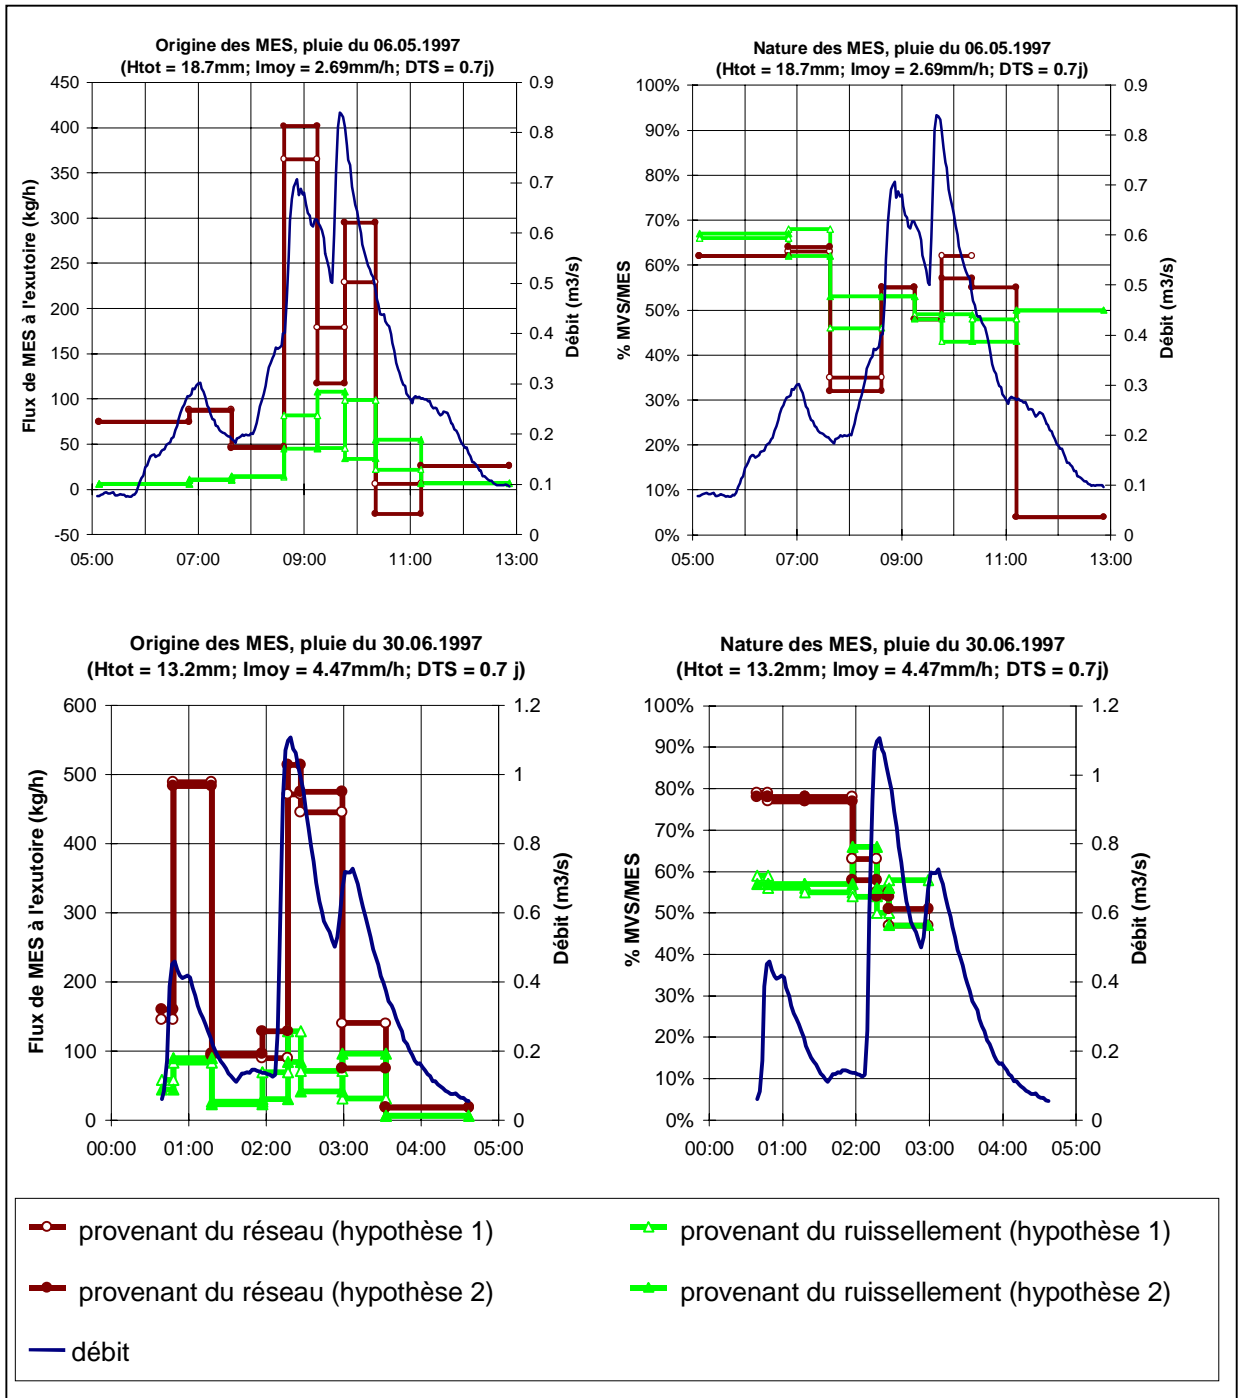 Origine des MES, pluie du 06.05.1997
(Htot = 18.7mm; Imoy = 2.69mm/h; DTS = 0.7j)
Flux de MES à l'exutoire (kg/h)
450
400
350
300
250
200
150
100
50
0
-50
0.9
0.8
0.7
0.6
0.5
0.4
0.3
0.2
0.1
0
Débit (m3/s)
05:00 07:00 09:00 11:00 13:00
Nature des MES, pluie du 06.05.1997
(Htot = 18.7mm; Imoy = 2.69mm/h; DTS = 0.7j)
% MVS/MES
100%
90%
80%
70%
60%
50%
40%
30%
20%
10%
0%
0.9
0.8
0.7
0.6
0.5
0.4
0.3
0.2
0.1
0
Débit (m3/s)
05:00 07:00 09:00 11:00 13:00
Origine des MES, pluie du 30.06.1997
(Htot = 13.2mm; Imoy = 4.47mm/h; DTS = 0.7 j)
Flux de MES à l'exutoire (kg/h)
600
500
400
300
200
100
0
1.2
1
0.8
0.6
0.4
0.2
0
Débit (m3/s)
00:00 01:00 02:00 03:00 04:00 05:00
Nature des MES, pluie du 30.06.1997
(Htot = 13.2mm; Imoy = 4.47mm/h; DTS = 0.7j)
% MVS/MES
100%
90%
80%
70%
60%
50%
40%
30%
20%
10%
0%
1.2
1
0.8
0.6
0.4
0.2
0
Débit (m3/s)
00:00 01:00 02:00 03:00 04:00 05:00
provenant du réseau (hypothèse 1)
provenant du ruissellement (hypothèse 1)
provenant du réseau (hypothèse 2)
provenant du ruissellement (hypothèse 2)
débit